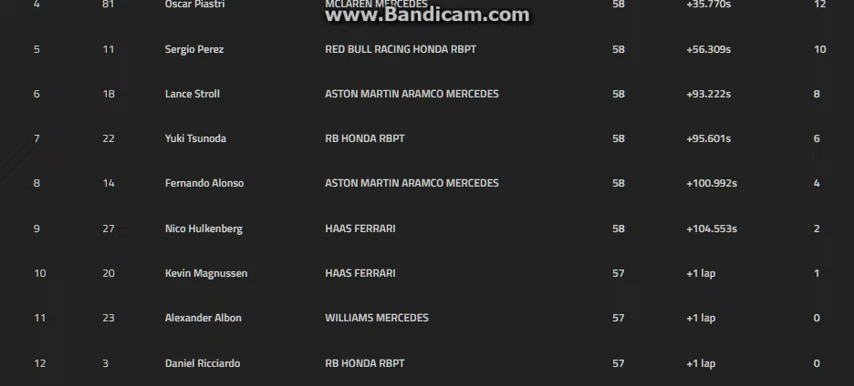 4 81 Oscar Piastri MCLAREN MERCEDES 58 +35.770s 12
www.Bandicam.com
5 11 Sergio Perez RED BULL RACING HONDA RBPT 58 +56.309s 10
6 18 Lance Stroll ASTON MARTIN ARAMCO MERCEDES 58 +93.222s 8
7 22 Yuki Tsunoda RB HONDA RBPT 58 +95.601s 6
8 14 Fernando Alonso ASTON MARTIN ARAMCO MERCEDES 58 +100.992s 4
9 27 Nico Hulkenberg HAAS FERRARI 58 +104.553s 2
10 20 Kevin Magnussen HAAS FERRARI 57 +1 lap 1
11 23 Alexander Albon WILLIAMS MERCEDES 57 +1 lap 0
12 3 Daniel Ricciardo RB HONDA RBPT 57 +1 lap 0